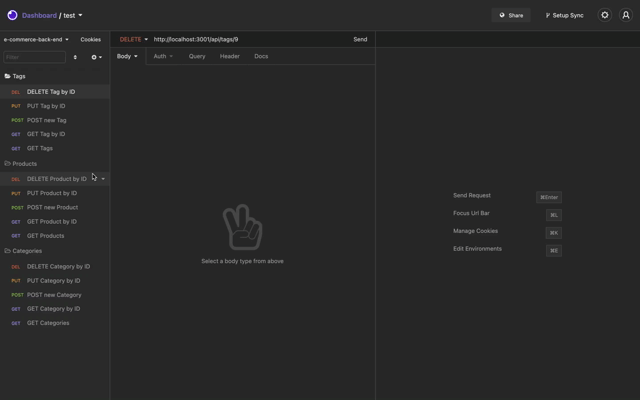 Dashboard / test
Share
Setup Sync
e-commerce-back-end
Cookies
DELETE
http://localhost:3001/api/tags/9
Send
Filter
Body
Auth
Query
Header
Docs
Tags
DEL DELETE Tag by ID
PUT PUT Tag by ID
POST POST new Tag
GET GET Tag by ID
GET GET Tags
Products
DEL DELETE Product by ID
PUT PUT Product by ID
POST POST new Product
GET GET Product by ID
GET GET Products
Categories
DEL DELETE Category by ID
PUT PUT Category by ID
POST POST new Category
GET GET Category by ID
GET GET Categories
Select a body type from above
Send Request ⌘Enter
Focus Url Bar ⌘L
Manage Cookies ⌘K
Edit Environments ⌘E